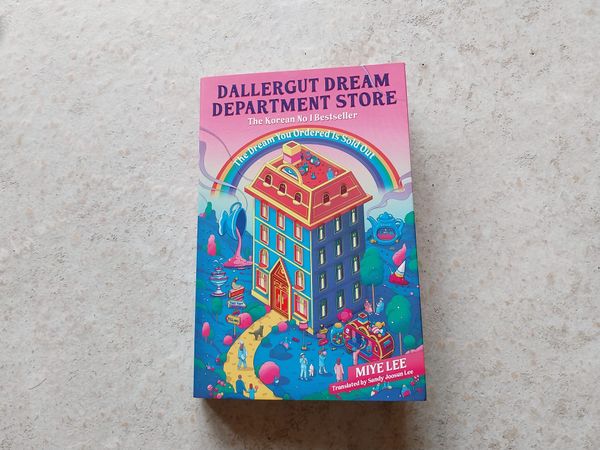 DALLERGUT DREAM
DEPARTMENT STORE
The Korean No 1 Bestseller
The Dream You Ordered Is Sold Out
MIYE LEE
Translated by Sandy Joosun Lee